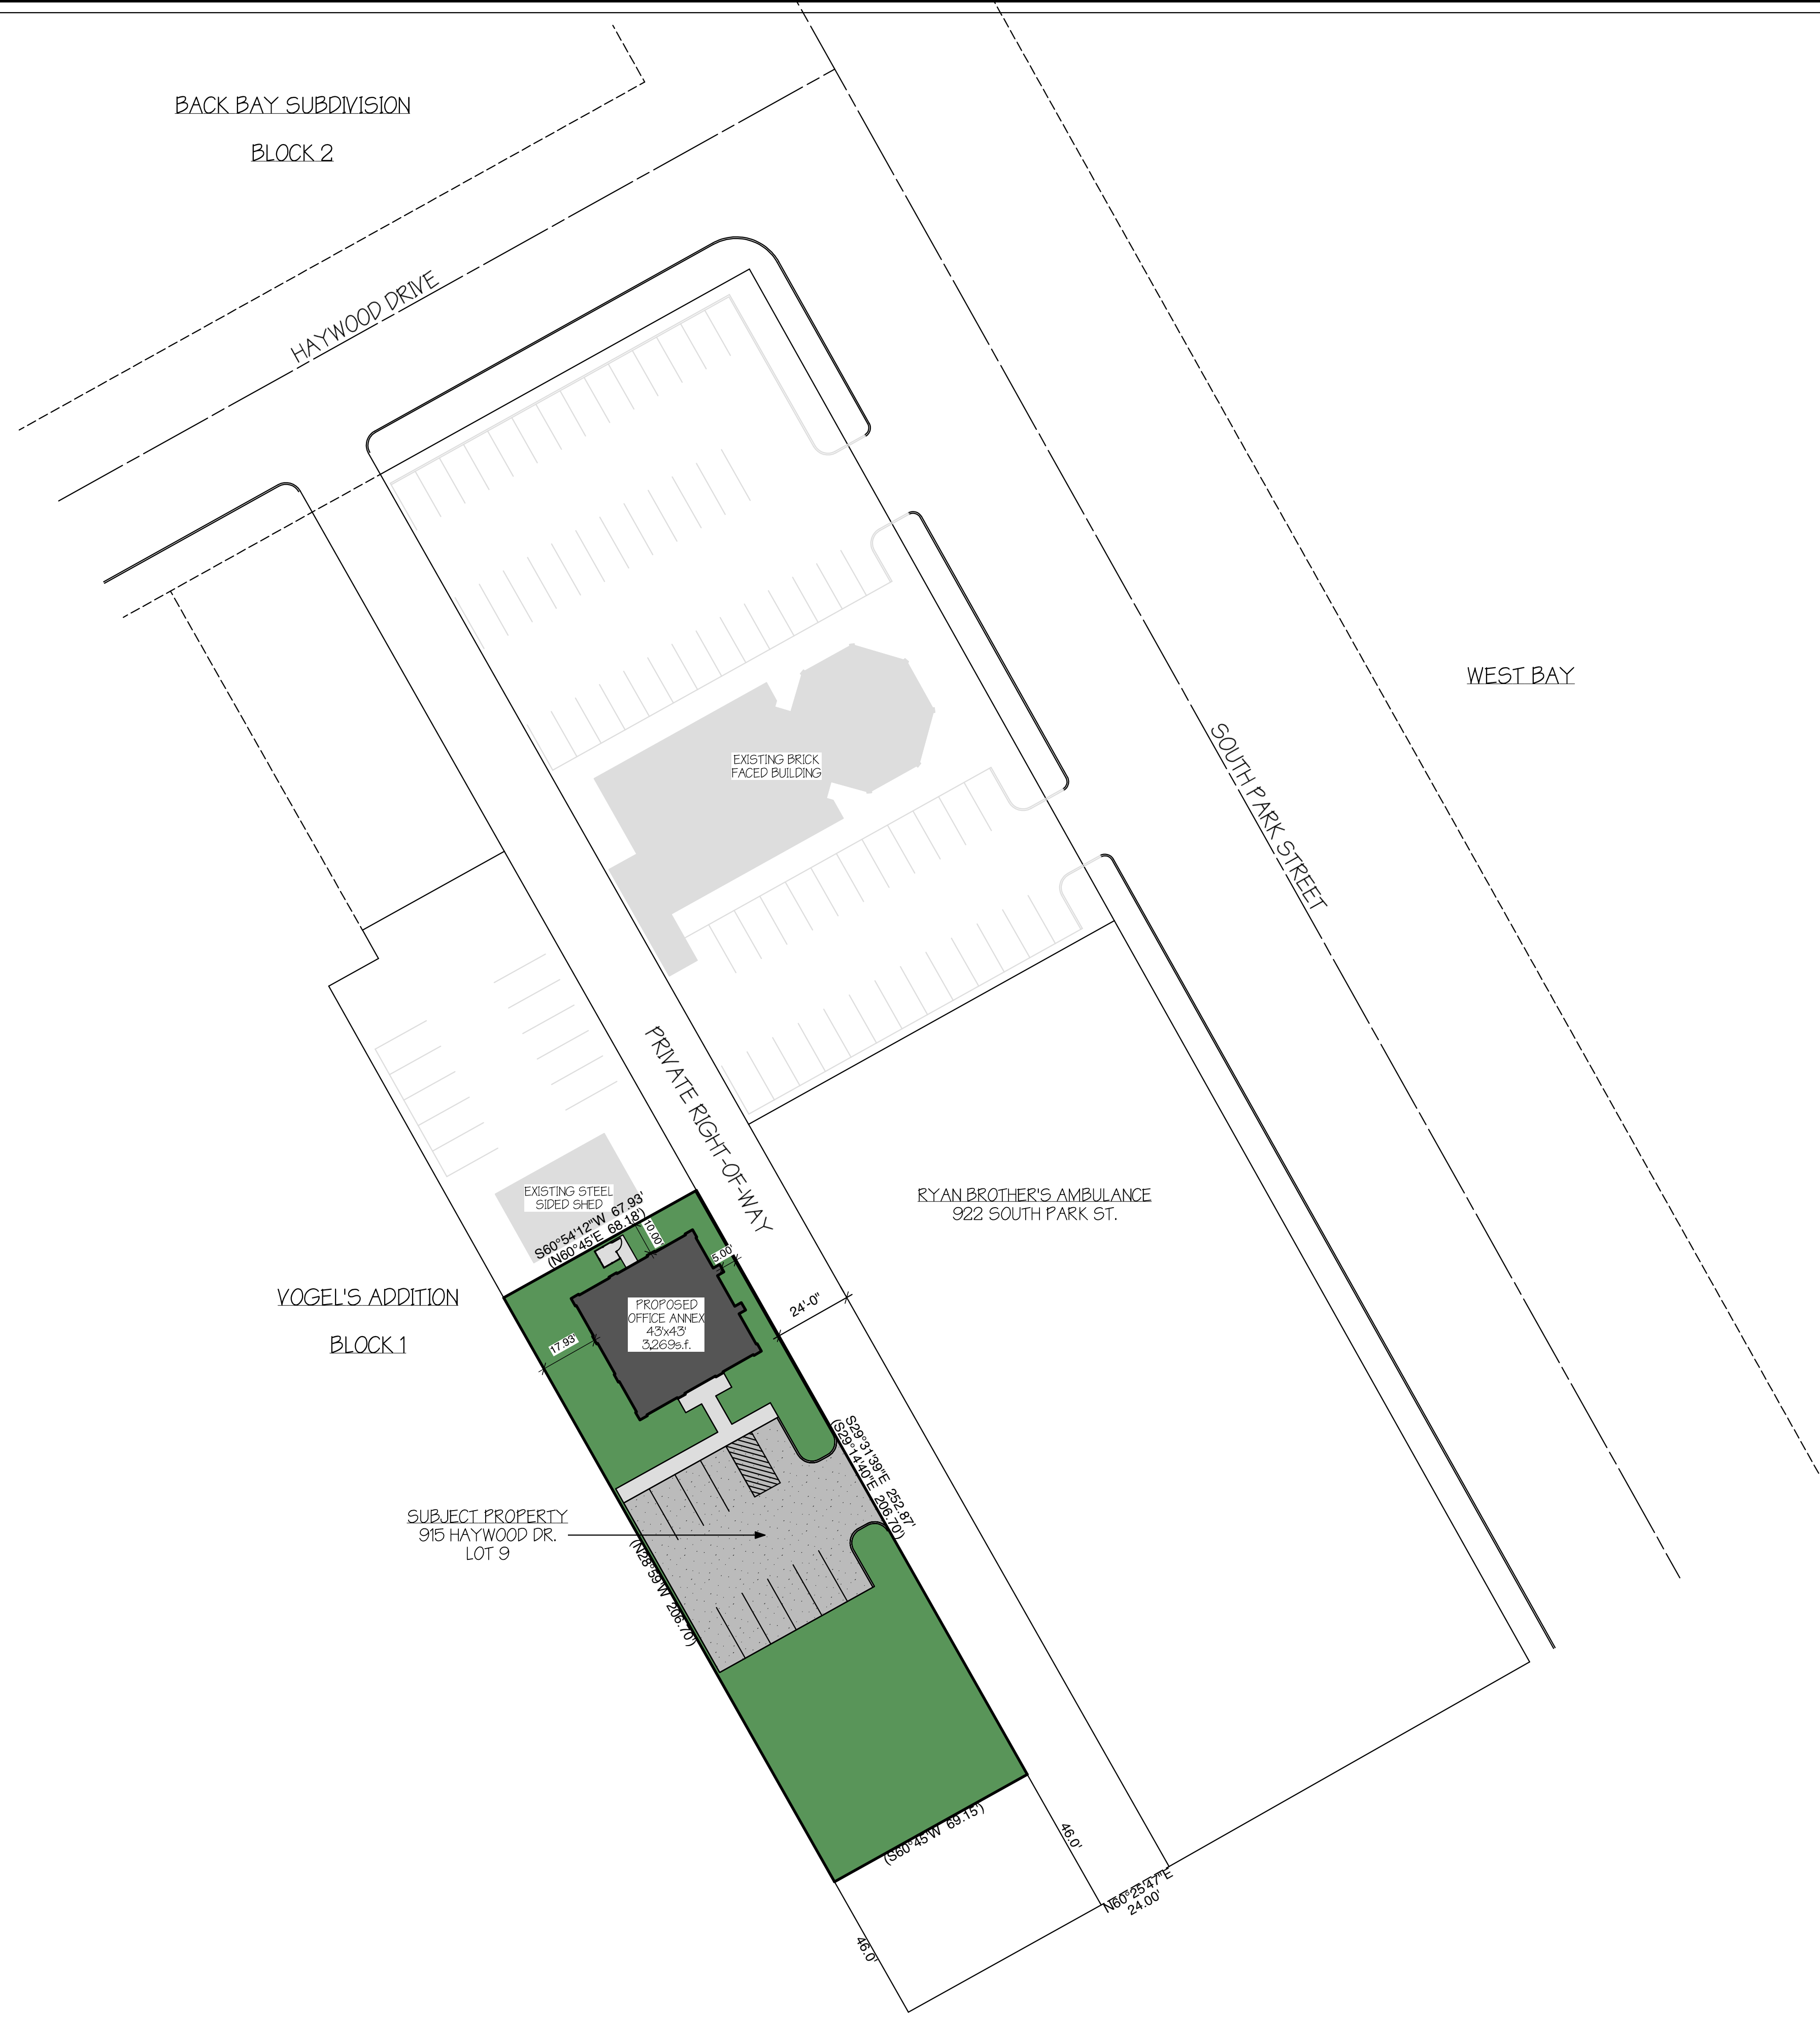 BACK BAY SUBDIVISION
BLOCK 2
HAYWOOD DRIVE
WEST BAY
SOUTH PARK STREET
EXISTING BRICK
FACED BUILDING
PRIVATE RIGHT-OF-WAY
EXISTING STEEL
SIDED SHED
S60°54'12"W 67.93'
(N60°45'E 68.18')
10.00'
5.00'
RYAN BROTHER'S AMBULANCE
922 SOUTH PARK ST.
VOGEL'S ADDITION
BLOCK 1
PROPOSED
OFFICE ANNEX
43'x43'
3,269s.f.
17.93'
24'-0"
S29°31'39"E 252.87'
(S29°14'40"E 206.70')
SUBJECT PROPERTY
915 HAYWOOD DR.
LOT 9
(N28°59'W 206.70')
(S60°45'W 69.15')
46.0'
N60°25'47"E
24.00'
46.0'